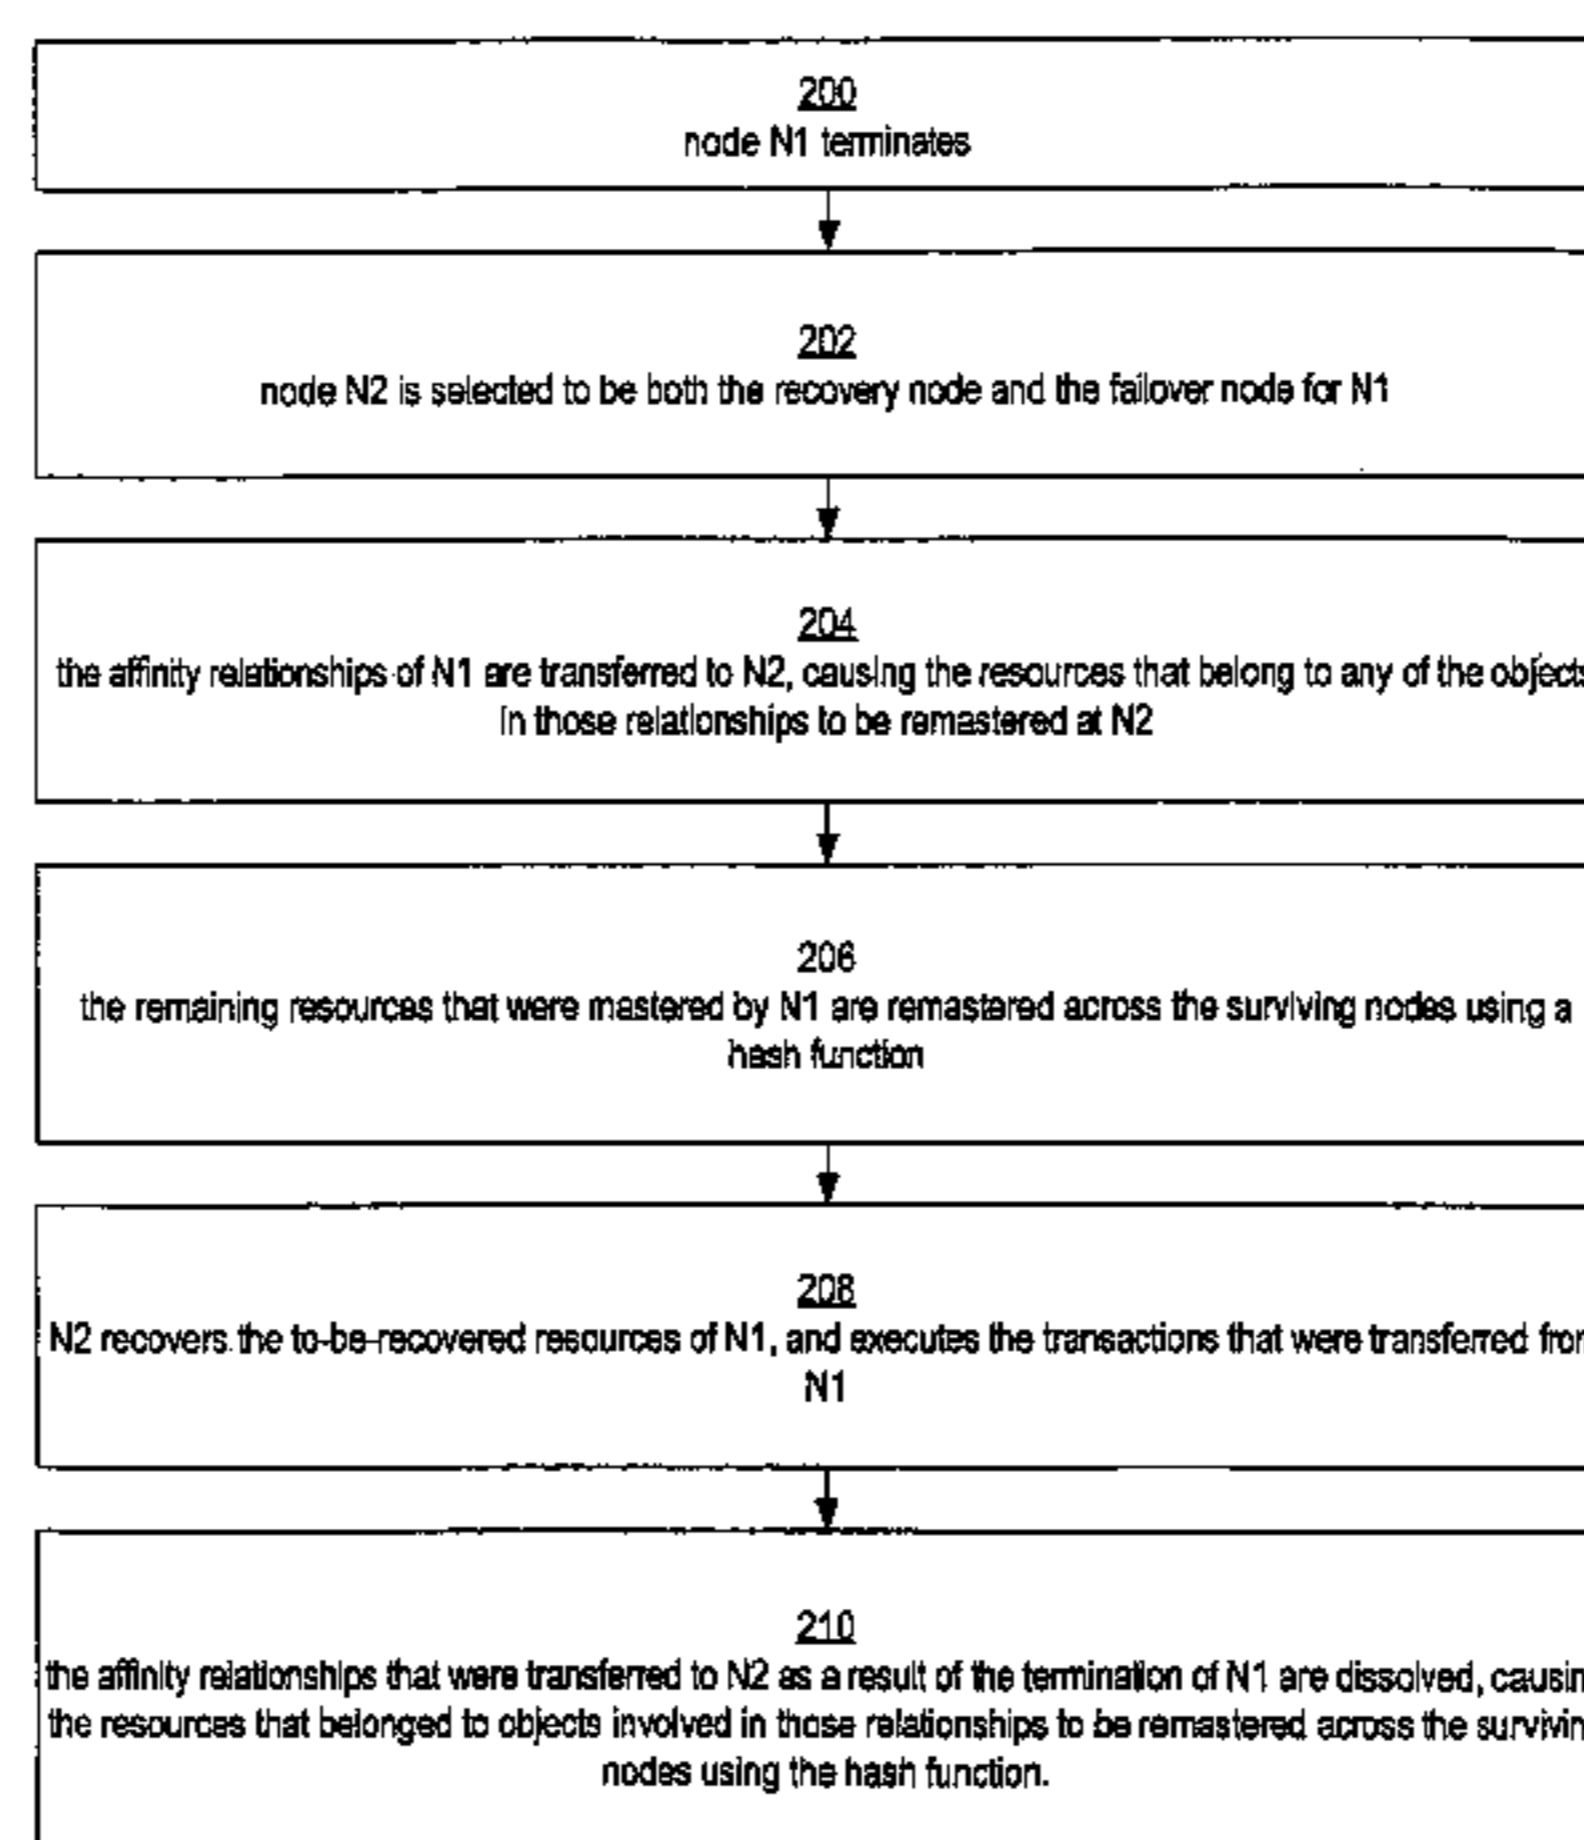 200
node N1 terminates
202
node N2 is selected to be both the recovery node and the failover node for N1
204
the affinity relationships of N1 are transferred to N2, causing the resources that belong to any of the objects
in those relationships to be remastered at N2
206
the remaining resources that were mastered by N1 are remastered across the surviving nodes using a
hash function
208
N2 recovers the to-be-recovered resources of N1, and executes the transactions that were transferred from
N1
210
the affinity relationships that were transferred to N2 as a result of the termination of N1 are dissolved, causin
the resources that belonged to objects involved in those relationships to be remastered across the survivin
nodes using the hash function.